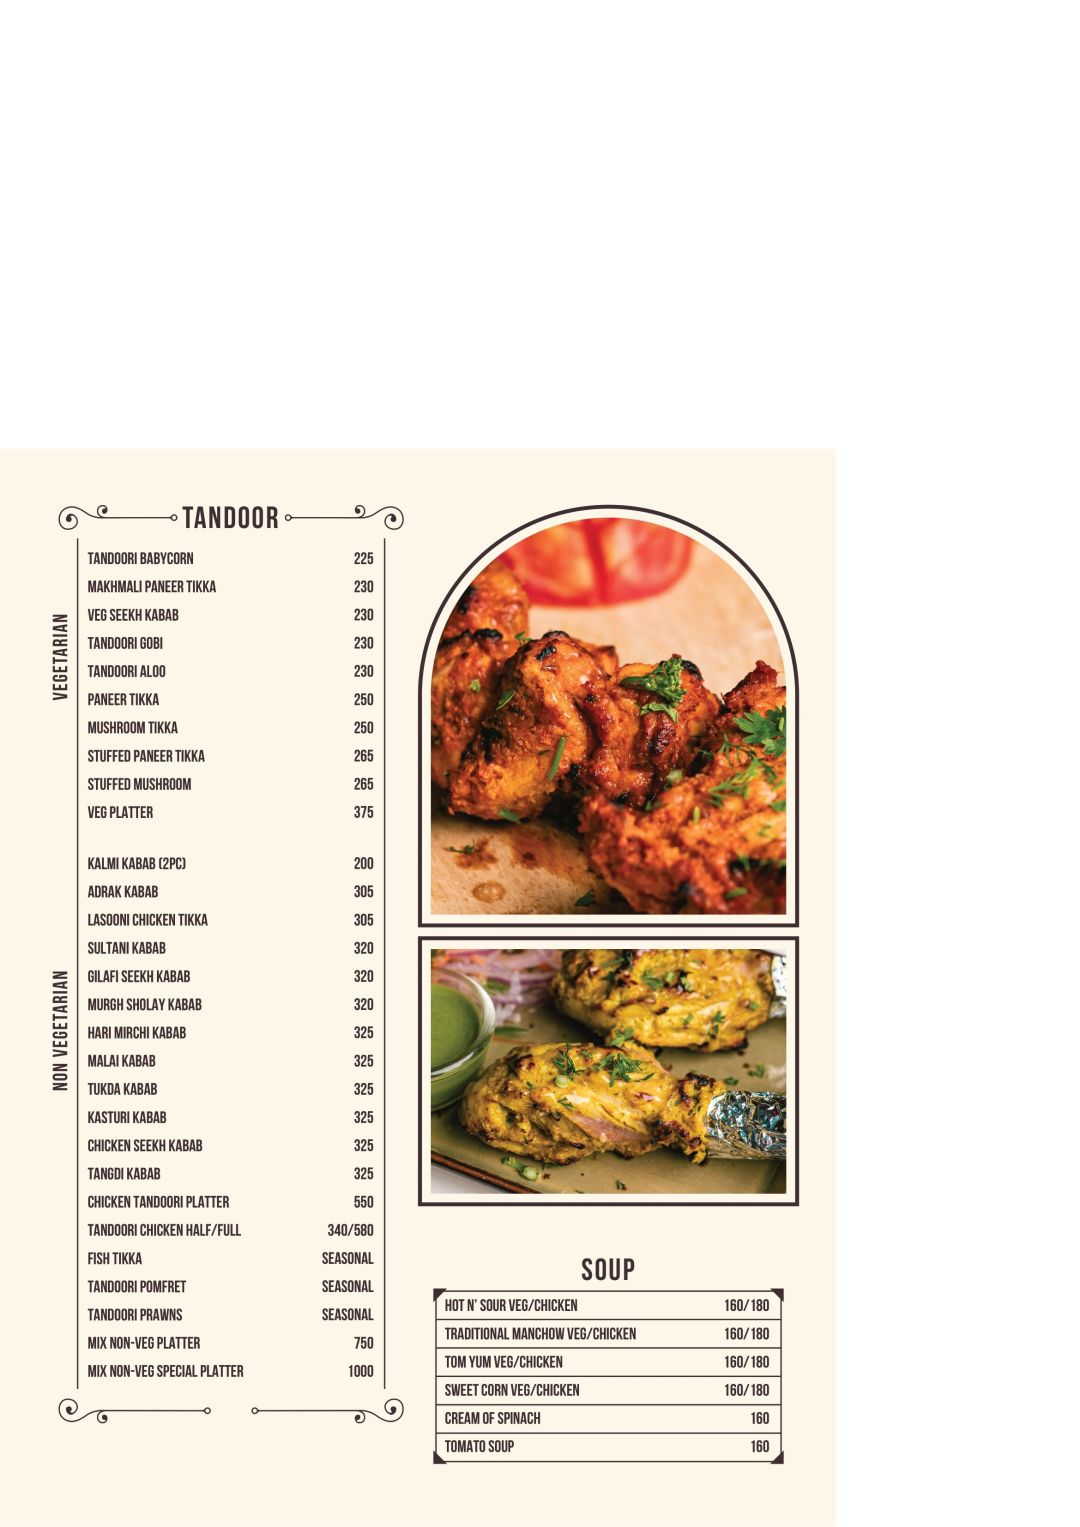 TANDOOR
VEGETARIAN
TANDOORI BABYCORN 225
MAKHMALI PANEER TIKKA 230
VEG SEEKH KABAB 230
TANDOORI GOBI 230
TANDOORI ALOO 230
PANEER TIKKA 250
MUSHROOM TIKKA 250
STUFFED PANEER TIKKA 265
STUFFED MUSHROOM 265
VEG PLATTER 375
NON VEGETARIAN
KALMI KABAB (2PC) 200
ADRAK KABAB 305
LASOONI CHICKEN TIKKA 305
SULTANI KABAB 320
GILAFI SEEKH KABAB 320
MURGH SHOLAY KABAB 320
HARI MIRCHI KABAB 325
MALAI KABAB 325
TUKDA KABAB 325
KASTURI KABAB 325
CHICKEN SEEKH KABAB 325
TANGDI KABAB 325
CHICKEN TANDOORI PLATTER 550
TANDOORI CHICKEN HALF/FULL 340/580
FISH TIKKA SEASONAL
TANDOORI POMFRET SEASONAL
TANDOORI PRAWNS SEASONAL
MIX NON-VEG PLATTER 750
MIX NON-VEG SPECIAL PLATTER 1000
SOUP
HOT N' SOUR VEG/CHICKEN 160/180
TRADITIONAL MANCHOW VEG/CHICKEN 160/180
TOM YUM VEG/CHICKEN 160/180
SWEET CORN VEG/CHICKEN 160/180
CREAM OF SPINACH 160
TOMATO SOUP 160